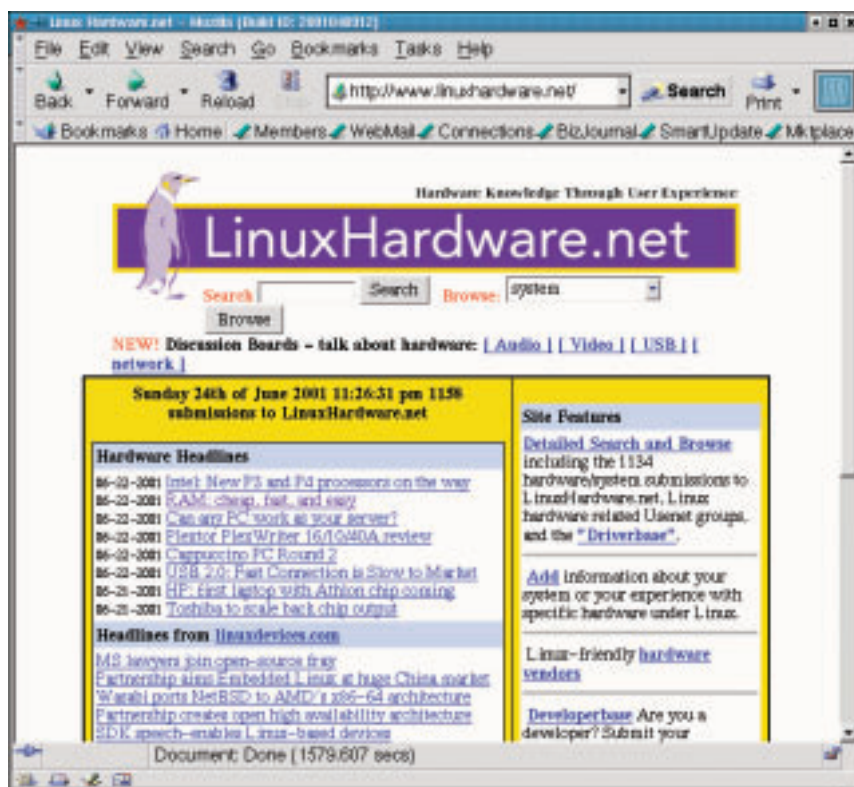 Linux Hardware.net - Mozilla {Build ID: 2001040912}
File Edit View Search Go Bookmarks Tasks Help
Back Forward Reload http://www.linuxhardware.net/ Search Print
Bookmarks Home Members WebMail Connections BizJournal SmartUpdate Mktplace
Hardware Knowledge Through User Experience
LinuxHardware.net
Search Search Browse: system
Browse
NEW! Discussion Boards - talk about hardware: [ Audio ] [ Video ] [ USB ] [
network ]
Sunday 24th of June 2001 11:26:31 pm 1158
submissions to LinuxHardware.net
Hardware Headlines
06-22-2001 Intel: New P3 and P4 processors on the way
06-22-2001 RAM: cheap, fast, and easy
06-22-2001 Can any PC work as your server?
06-22-2001 Plextor PlexWriter 16/10/40A review
06-22-2001 Cappuccino PC Round 2
06-22-2001 USB 2.0: Fast Connection is Slow to Market
06-21-2001 HP: first laptop with Athlon chip coming
06-21-2001 Toshiba to scale back chip output
Headlines from linuxdevices.com
MS lawyers join open-source fray
Partnership aims Embedded Linux at huge China market
Wasabi ports NetBSD to AMD's x86-64 architecture
Partnership creates open high availability architecture
SDK speech-enables Linux-based devices
Site Features
Detailed Search and Browse
including the 1134
hardware/system submissions to
LinuxHardware.net, Linux
hardware related Usenet groups,
and the "Driverbase".
Add information about your
system or your experience with
specific hardware under Linux.
Linux-friendly hardware
vendors
Developerbase Are you a
developer? Submit your
Document: Done (1579.607 secs)